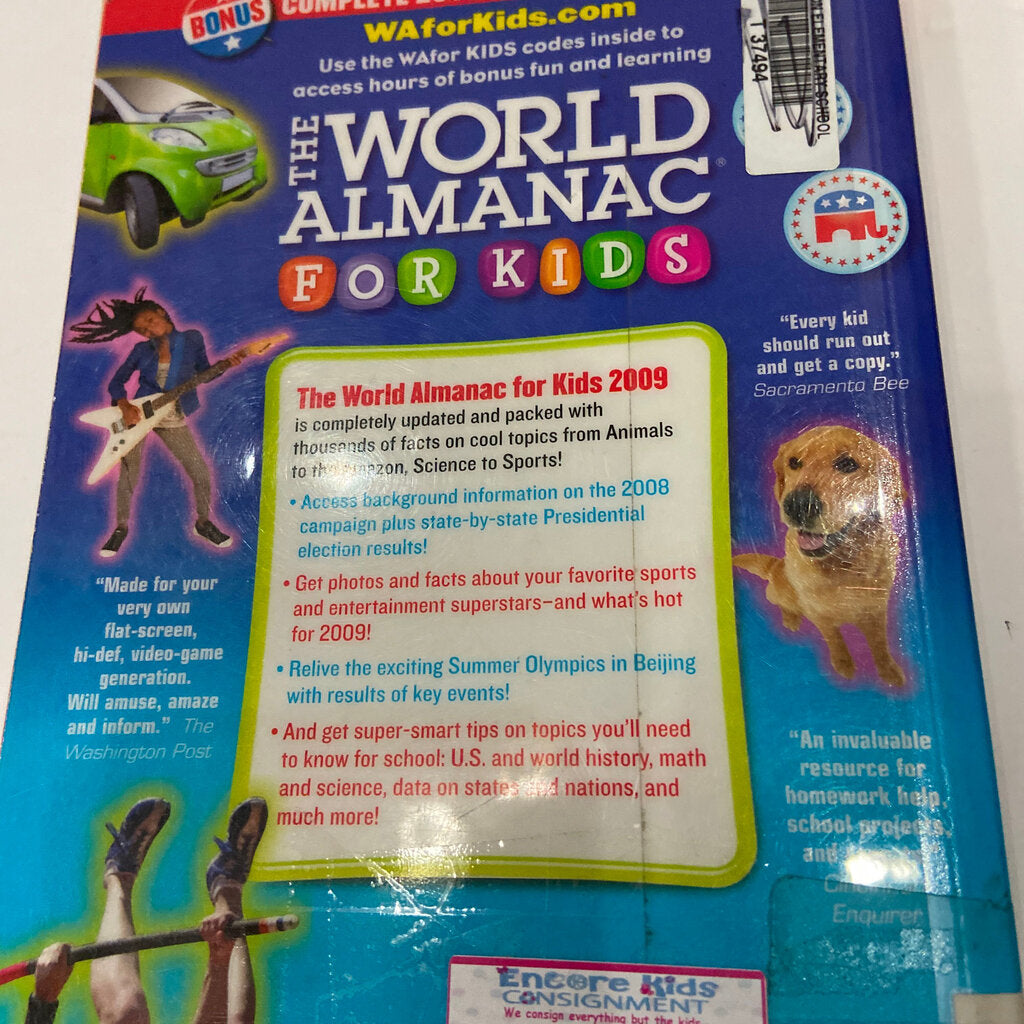 BONUS
COMPLETE
WAforKids.com
Use the WAfor KIDS codes inside to
access hours of bonus fun and learning
THE WORLD
ALMANAC®
FOR KIDS
T 37494
ELEMENTARY SCHOOL
"Every kid
should run out
and get a copy."
Sacramento Bee
The World Almanac for Kids 2009
is completely updated and packed with
thousands of facts on cool topics from Animals
to the Amazon, Science to Sports!
• Access background information on the 2008
campaign plus state-by-state Presidential
election results!
• Get photos and facts about your favorite sports
and entertainment superstars–and what's hot
for 2009!
• Relive the exciting Summer Olympics in Beijing
with results of key events!
• And get super-smart tips on topics you'll need
to know for school: U.S. and world history, math
and science, data on states and nations, and
much more!
"Made for your
very own
flat-screen,
hi-def, video-game
generation.
Will amuse, amaze
and inform." The
Washington Post
"An invaluable
resource for
homework help,
school projects,
and
Enquirer
Encore Kids
CONSIGNMENT
We consign everything but the kids